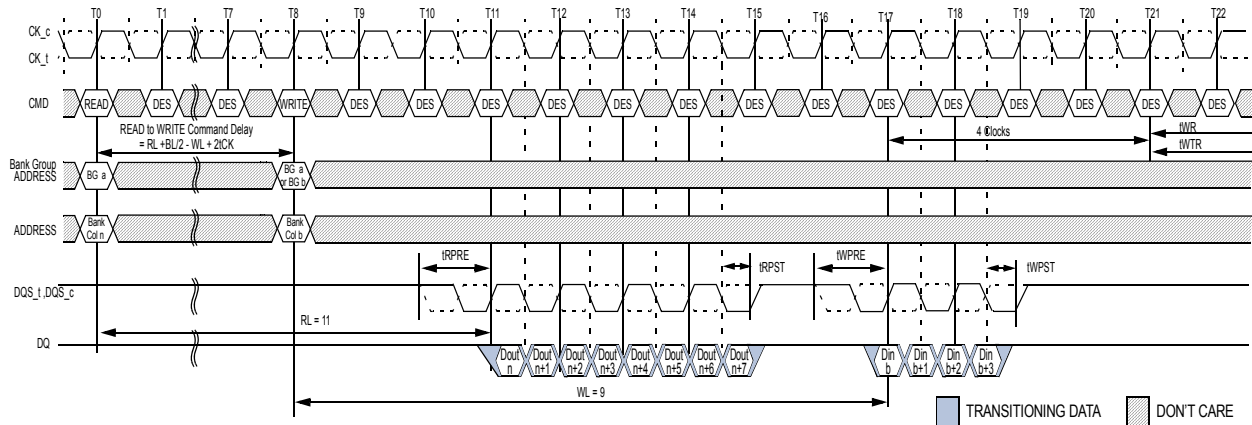 T0 T1 T7 T8 T9 T10 T11 T12 T13 T14 T15 T16 T17 T18 T19 T20 T21 T22
CK_c
CK_t
CMD READ DES DES WRITE DES DES DES DES DES DES DES DES DES DES DES DES DES DES
READ to WRITE Command Delay
= RL +BL/2 - WL + 2tCK
4 Clocks
tWR
tWTR
Bank Group
ADDRESS
BG a
BG a
or BG b
ADDRESS
Bank
Col n
Bank
Col b
tRPRE tRPST tWPRE tWPST
DQS_t ,DQS_c
RL = 11
DQ
Dout
n
Dout
n+1
Dout
n+2
Dout
n+3
Dout
n+4
Dout
n+5
Dout
n+6
Dout
n+7
Din
b
Din
b+1
Din
b+2
Din
b+3
WL = 9
TRANSITIONING DATA
DON'T CARE